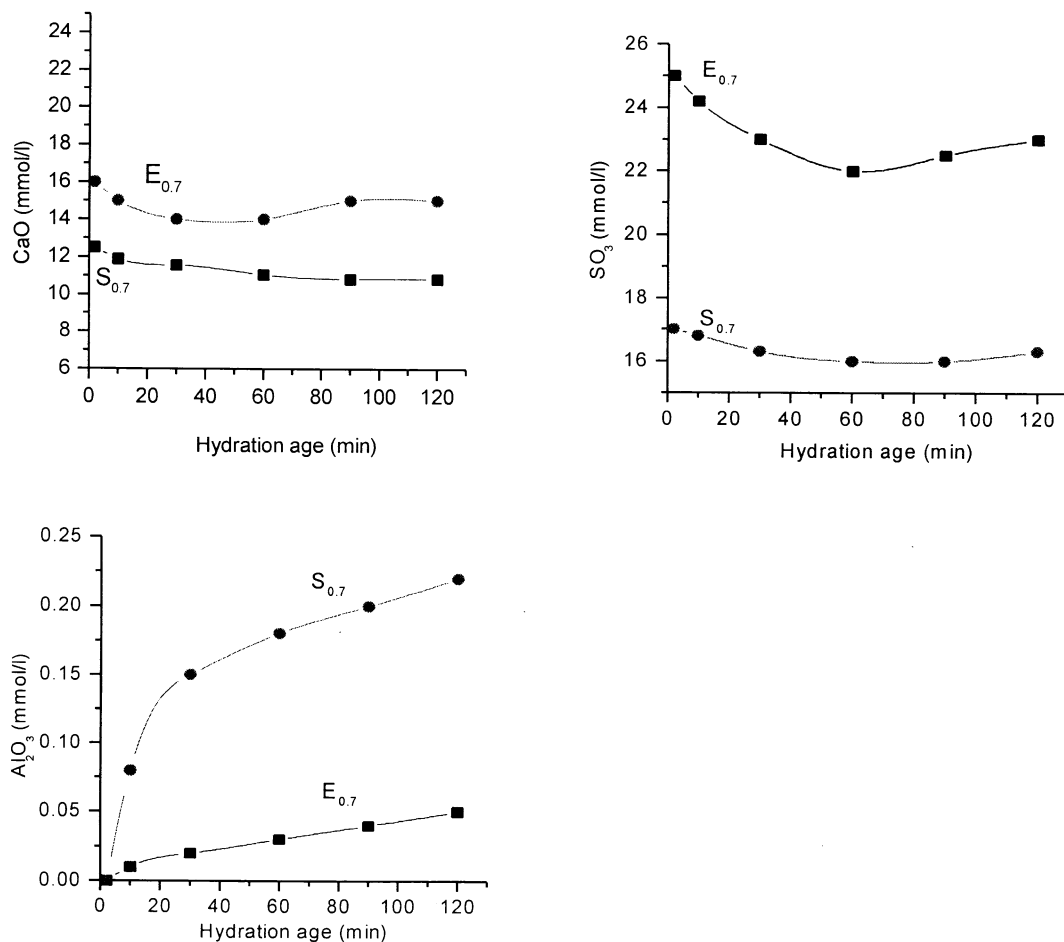 CaO (mmol/l)
24
22
20
18
16
14
12
10
8
6
E0.7
S0.7
0 20 40 60 80 100 120
Hydration age (min)
SO3 (mmol/l)
26
24
22
20
18
16
E0.7
S0.7
0 20 40 60 80 100 120
Hydration age (min)
Al2O3 (mmol/l)
0.25
0.20
0.15
0.10
0.05
0.00
S0.7
E0.7
0 20 40 60 80 100 120
Hydration age (min)